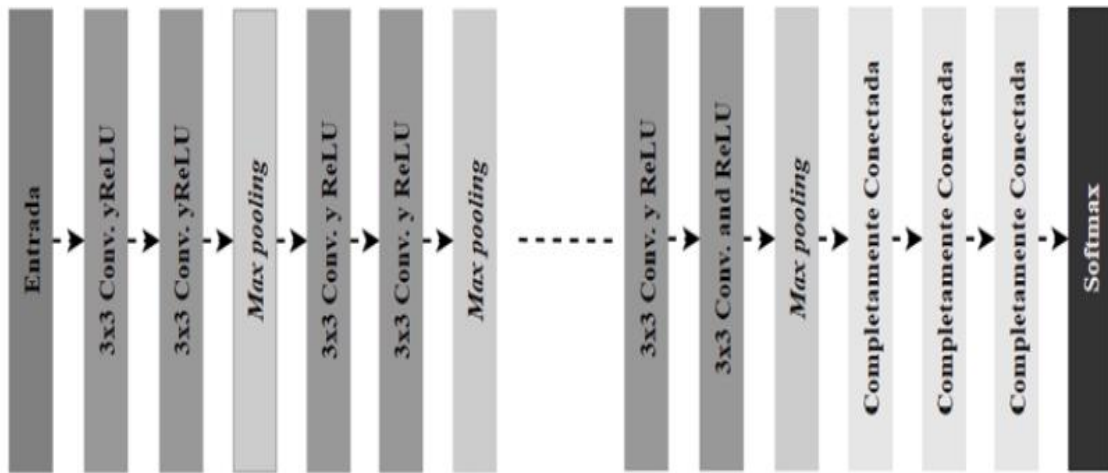 Entrada
3x3 Conv. yReLU
3x3 Conv. yReLU
Max pooling
3x3 Conv. y ReLU
3x3 Conv. y ReLU
Max pooling
3x3 Conv. y ReLU
3x3 Conv. and ReLU
Max pooling
Completamente Conectada
Completamente Conectada
Completamente Conectada
Softmax